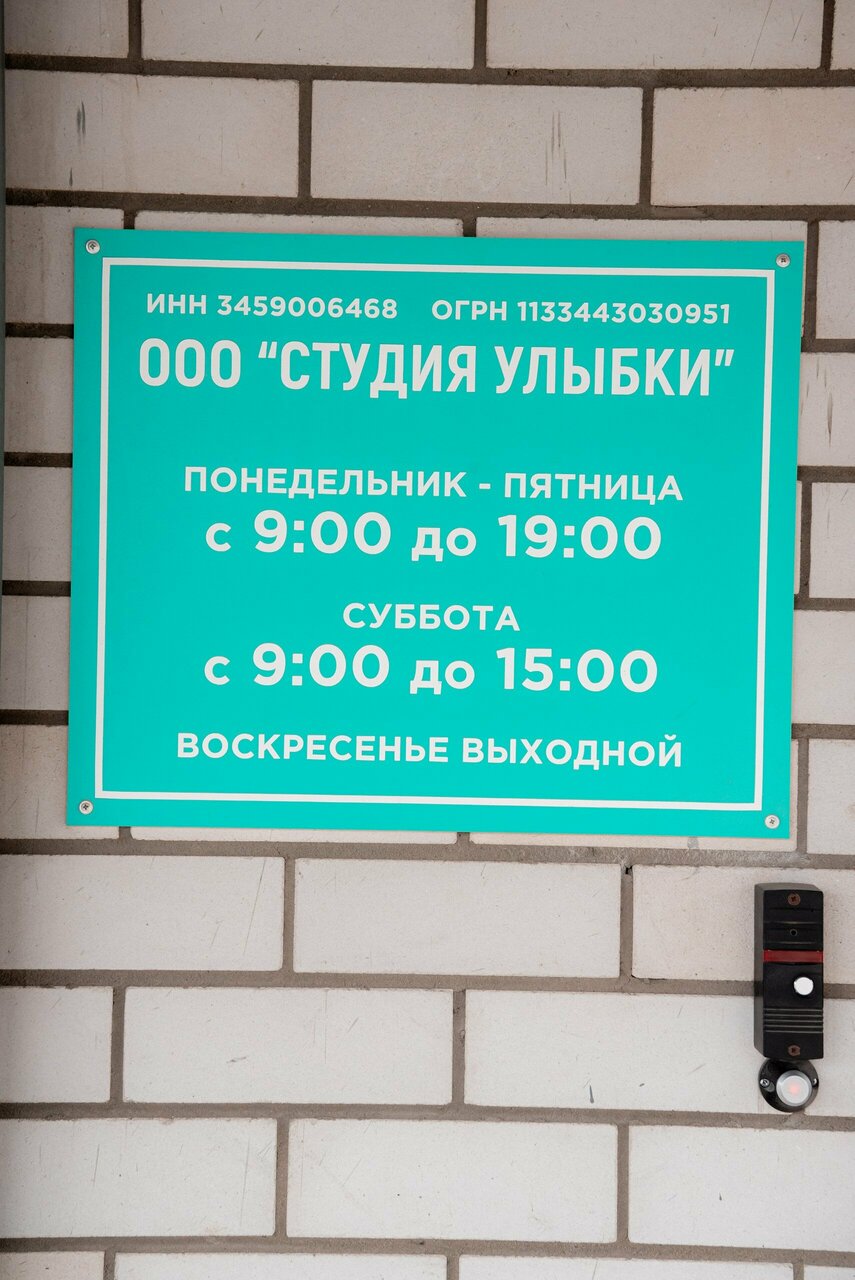 ИНН 3459006468 ОГРН 1133443030951
ООО “СТУДИЯ УЛЫБКИ”
ПОНЕДЕЛЬНИК - ПЯТНИЦА
с 9:00 до 19:00
СУББОТА
с 9:00 до 15:00
ВОСКРЕСЕНЬЕ ВЫХОДНОЙ